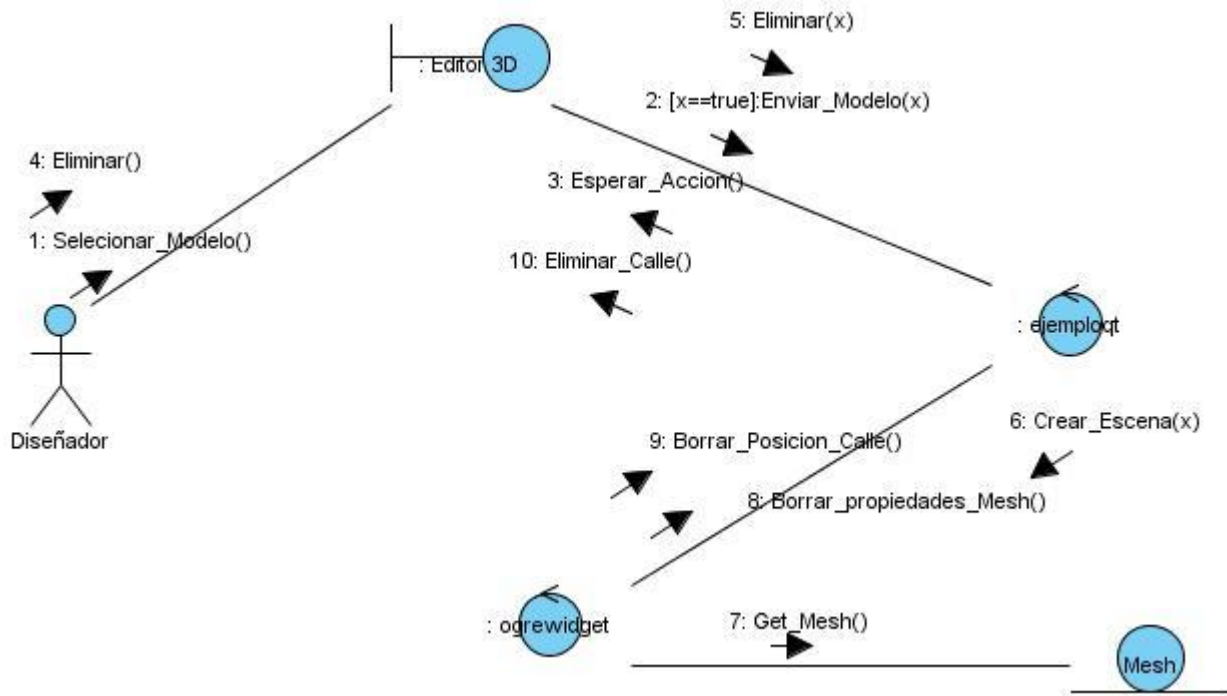 5: Eliminar(x)
: Editor 3D
2: [x==true]:Enviar_Modelo(x)
4: Eliminar()
3: Esperar_Accion()
1: Selecionar_Modelo()
10: Eliminar_Calle()
: ejemploqt
Diseñador
6: Crear_Escena(x)
9: Borrar_Posicion_Calle()
8: Borrar_propiedades_Mesh()
: ogrewidget
7: Get_Mesh()
Mesh